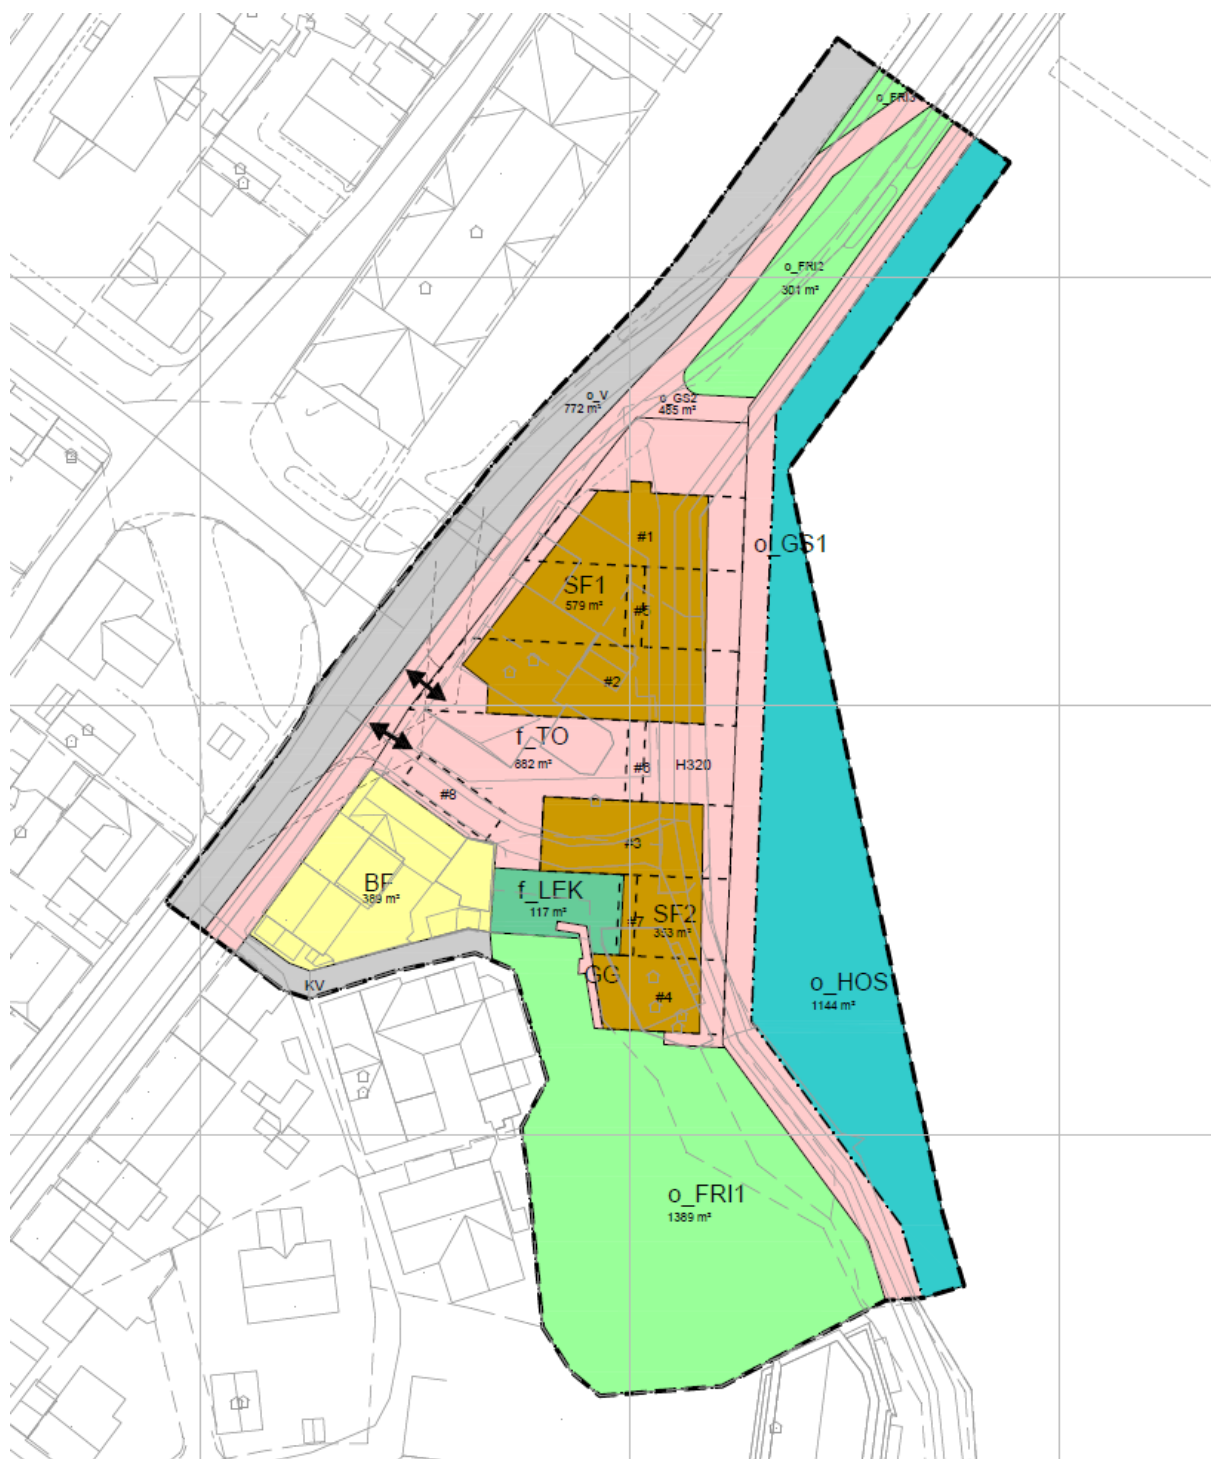 o_FRI3
o_FRI2
301 m²
o_V
772 m²
o_GS2
485 m²
#1
o_GS1
SF1
579 m²
#5
#2
f_TO
882 m²
#6
H320
#8
#3
BF
389 m²
f_LEK
117 m²
#7
SF2
353 m²
GG
#4
o_HOS
1144 m²
KV
o_FRI1
1389 m²